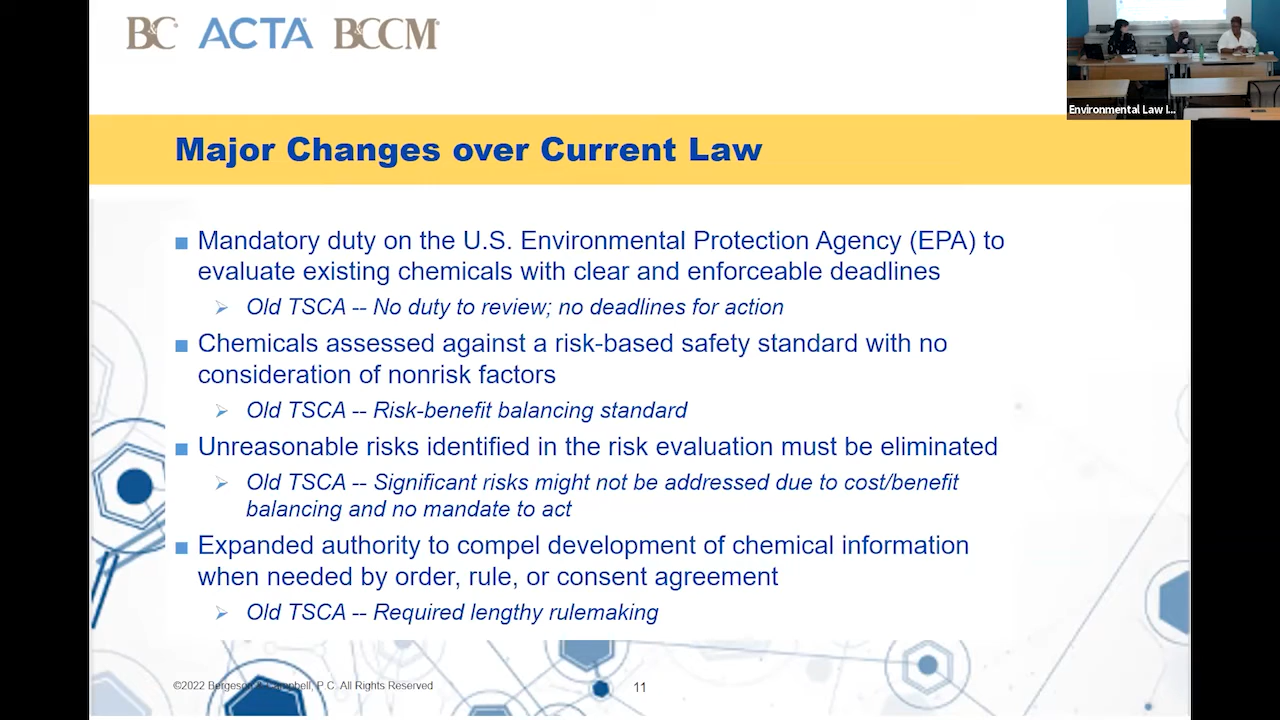 B&C ACTA BCCM
Environmental Law I...
Major Changes over Current Law
Mandatory duty on the U.S. Environmental Protection Agency (EPA) to
evaluate existing chemicals with clear and enforceable deadlines
Old TSCA -- No duty to review; no deadlines for action
Chemicals assessed against a risk-based safety standard with no
consideration of nonrisk factors
Old TSCA -- Risk-benefit balancing standard
Unreasonable risks identified in the risk evaluation must be eliminated
Old TSCA -- Significant risks might not be addressed due to cost/benefit
balancing and no mandate to act
Expanded authority to compel development of chemical information
when needed by order, rule, or consent agreement
Old TSCA -- Required lengthy rulemaking
©2022 Bergeson & Campbell, P.C. All Rights Reserved
11